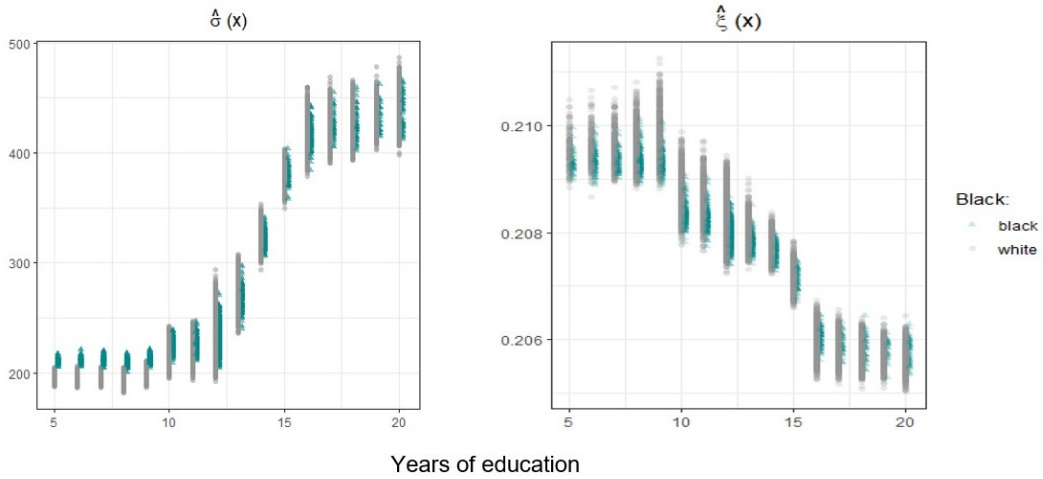 σ̂ (x)
500
400
300
200
5
10
15
20
ξ̂ (x)
0.210
0.208
0.206
5
10
15
20
Black:
black
white
Years of education